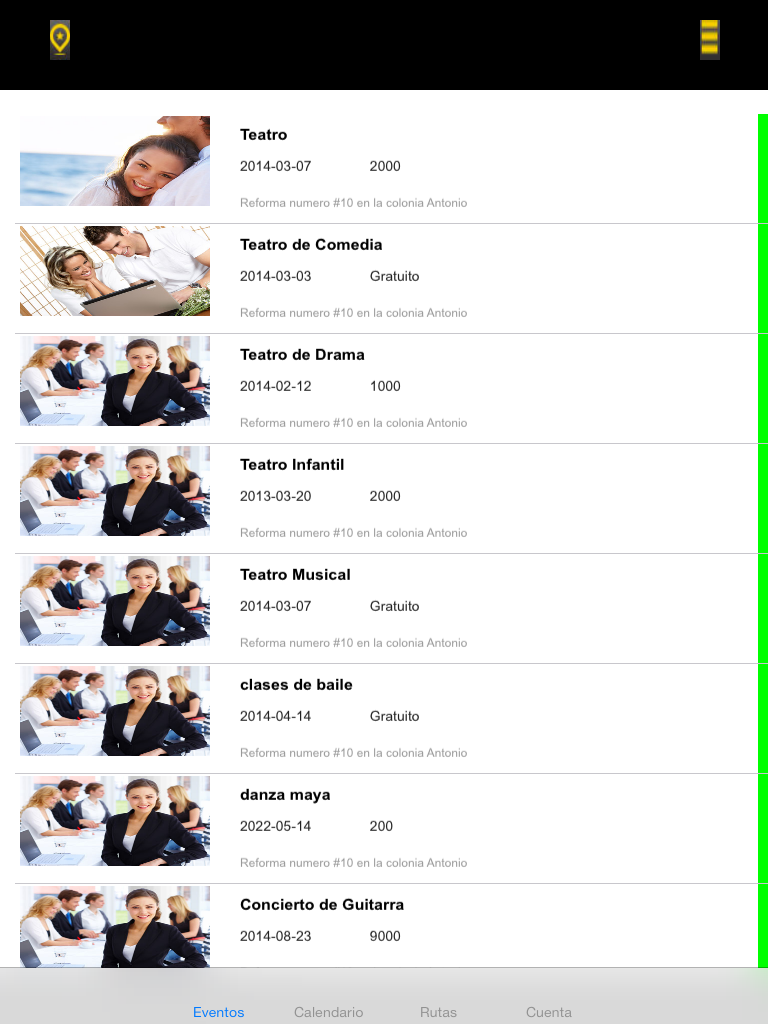 Teatro
2014-03-07 2000
Reforma numero #10 en la colonia Antonio
Teatro de Comedia
2014-03-03 Gratuito
Reforma numero #10 en la colonia Antonio
Teatro de Drama
2014-02-12 1000
Reforma numero #10 en la colonia Antonio
Teatro Infantil
2013-03-20 2000
Reforma numero #10 en la colonia Antonio
Teatro Musical
2014-03-07 Gratuito
Reforma numero #10 en la colonia Antonio
clases de baile
2014-04-14 Gratuito
Reforma numero #10 en la colonia Antonio
danza maya
2022-05-14 200
Reforma numero #10 en la colonia Antonio
Concierto de Guitarra
2014-08-23 9000
Eventos Calendario Rutas Cuenta